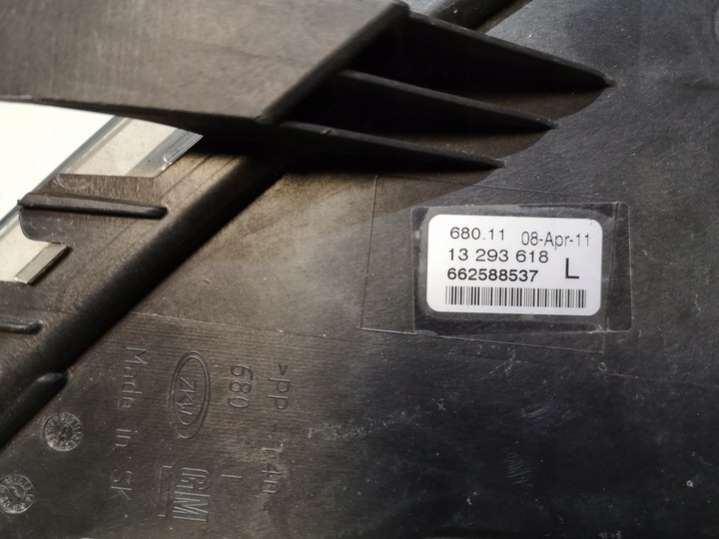 680.11 08-Apr-11
13 293 618
662588537 L
>PP
680
GM
Made in SK